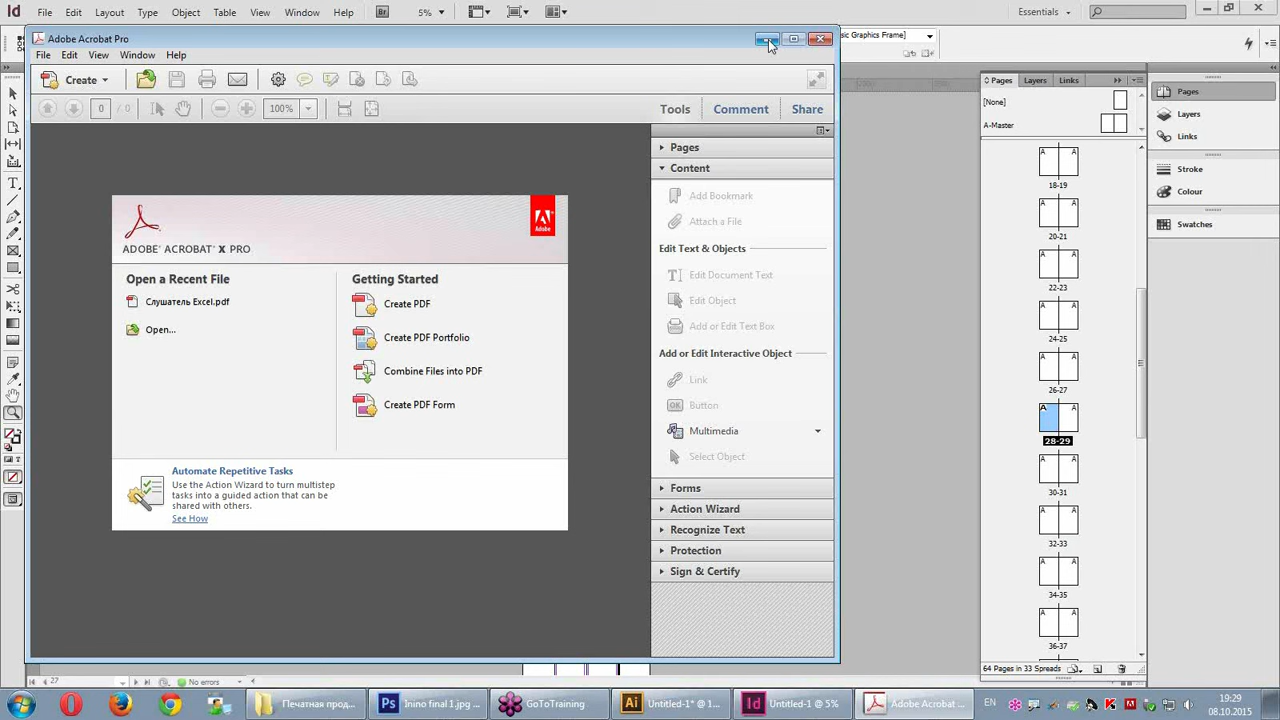 File Edit Layout Type Object Table View Window Help
5%
Essentials
Adobe Acrobat Pro
Basic Graphics Frame]
File Edit View Window Help
Create
0 / 0
100%
Tools Comment Share
Pages
Content
Add Bookmark
Attach a File
Edit Text & Objects
Edit Document Text
Edit Object
Add or Edit Text Box
Add or Edit Interactive Object
Link
Button
Multimedia
Select Object
Forms
Action Wizard
Recognize Text
Protection
Sign & Certify
Adobe
ADOBE® ACROBAT® X PRO
Open a Recent File
Слушатель Excel.pdf
Open...
Getting Started
Create PDF
Create PDF Portfolio
Combine Files into PDF
Create PDF Form
Automate Repetitive Tasks
Use the Action Wizard to turn multistep
tasks into a guided action that can be
shared with others.
See How
Pages Layers Links
[None]
A-Master
A A
18-19
A A
20-21
A A
22-23
A A
24-25
A A
26-27
A A
28-29
A A
30-31
A A
32-33
A A
34-35
A A
36-37
64 Pages in 33 Spreads
Pages
Layers
Links
Stroke
Colour
Swatches
27
No errors
Печатная прод...
Inino final 1.jpg ...
GoToTraining
Untitled-1* @ 1...
Untitled-1 @ 5%
Adobe Acrobat ...
EN
19:29
08.10.2015